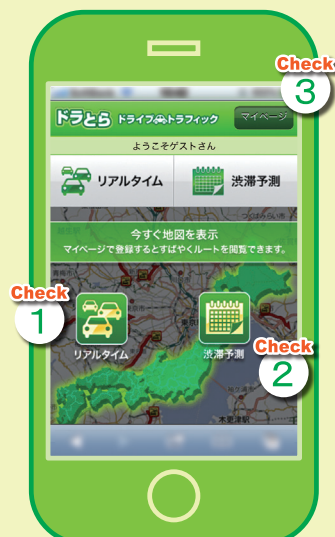 Check
3
ドラとら ドライブ&トラフィック マイページ
ようこそゲストさん
リアルタイム 渋滞予測
今すぐ地図を表示
マイページで登録するとすばやくルートを閲覧できます。
Check
1
リアルタイム
渋滞予測
Check
2
木更津駅